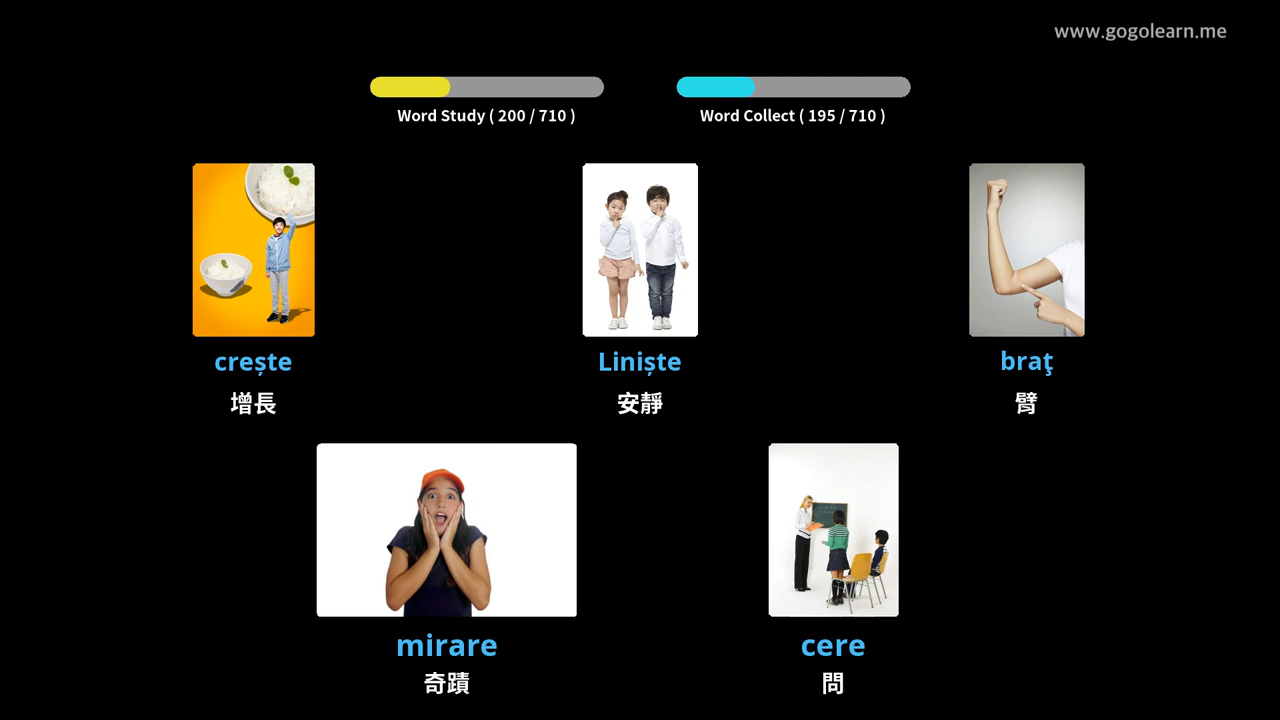 www.gogolearn.me
Word Study ( 200 / 710 )
Word Collect ( 195 / 710 )
crește
Liniște
braţ
增長
安靜
臂
mirare
cere
奇蹟
問